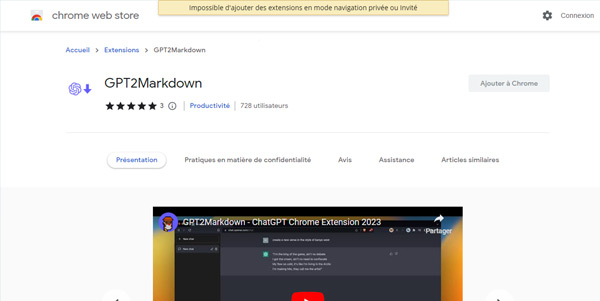 Impossible d'ajouter des extensions en mode navigation privée ou Invité
chrome web store
Connexion
Accueil > Extensions > GPT2Markdown
GPT2Markdown
Ajouter à Chrome
3
Productivité
728 utilisateurs
Présentation
Pratiques en matière de confidentialité
Avis
Assistance
Articles similaires
GPT2Markdown - ChatGPT Chrome Extension 2023
Partager